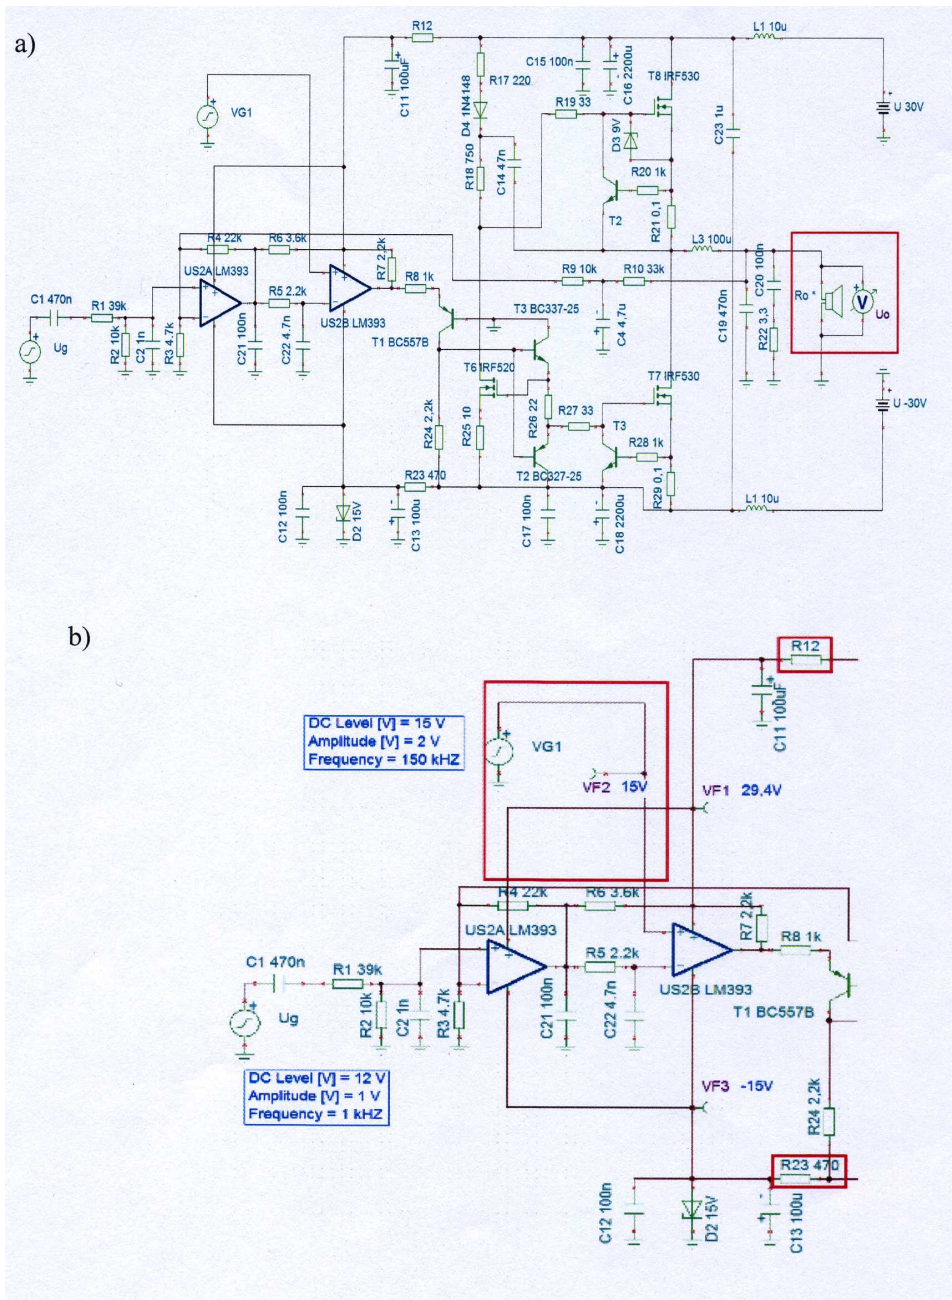 a)
R12
L1 10u
C11 100uF
R17 220
C15 100n
C16 2200u
T8 IRF530
VG1
D4 1N4148
R19 33
D3 9V
C23 1u
U 30V
R18 750
C14 47n
R20 1k
T2
R21 0,1
R4 22k
R6 3.6k
L3 100u
US2A LM393
R7 2,2k
R9 10k
R10 33k
C20 100n
Ro *
V
Uo
C1 470n
R1 39k
R5 2.2k
R8 1k
US2B LM393
T3 BC337-25
C4 4,7u
C19 470n
R22 3,3
Ug
R2 10k
C2 1n
R3 4.7k
C21 100n
C22 4.7n
T1 BC557B
T6 IRF520
T7 IRF530
U -30V
R24 2,2k
R25 10
R26 22
R27 33
T3
R28 1k
R23 470
T2 BC327-25
R29 0,1
L1 10u
C12 100n
D2 15V
C13 100u
C17 100n
C18 2200u
b)
R12
C11 100uF
DC Level [V] = 15 V
Amplitude [V] = 2 V
Frequency = 150 kHZ
VG1
VF2 15V
VF1 29,4V
R4 22k
R6 3.6k
US2A LM393
R7 2,2k
R8 1k
C1 470n
R1 39k
R5 2.2k
US2B LM393
Ug
R2 10k
C2 1n
R3 4.7k
C21 100n
C22 4.7n
T1 BC557B
DC Level [V] = 12 V
Amplitude [V] = 1 V
Frequency = 1 kHZ
VF3 -15V
R24 2,2k
R23 470
C12 100n
D2 15V
C13 100u